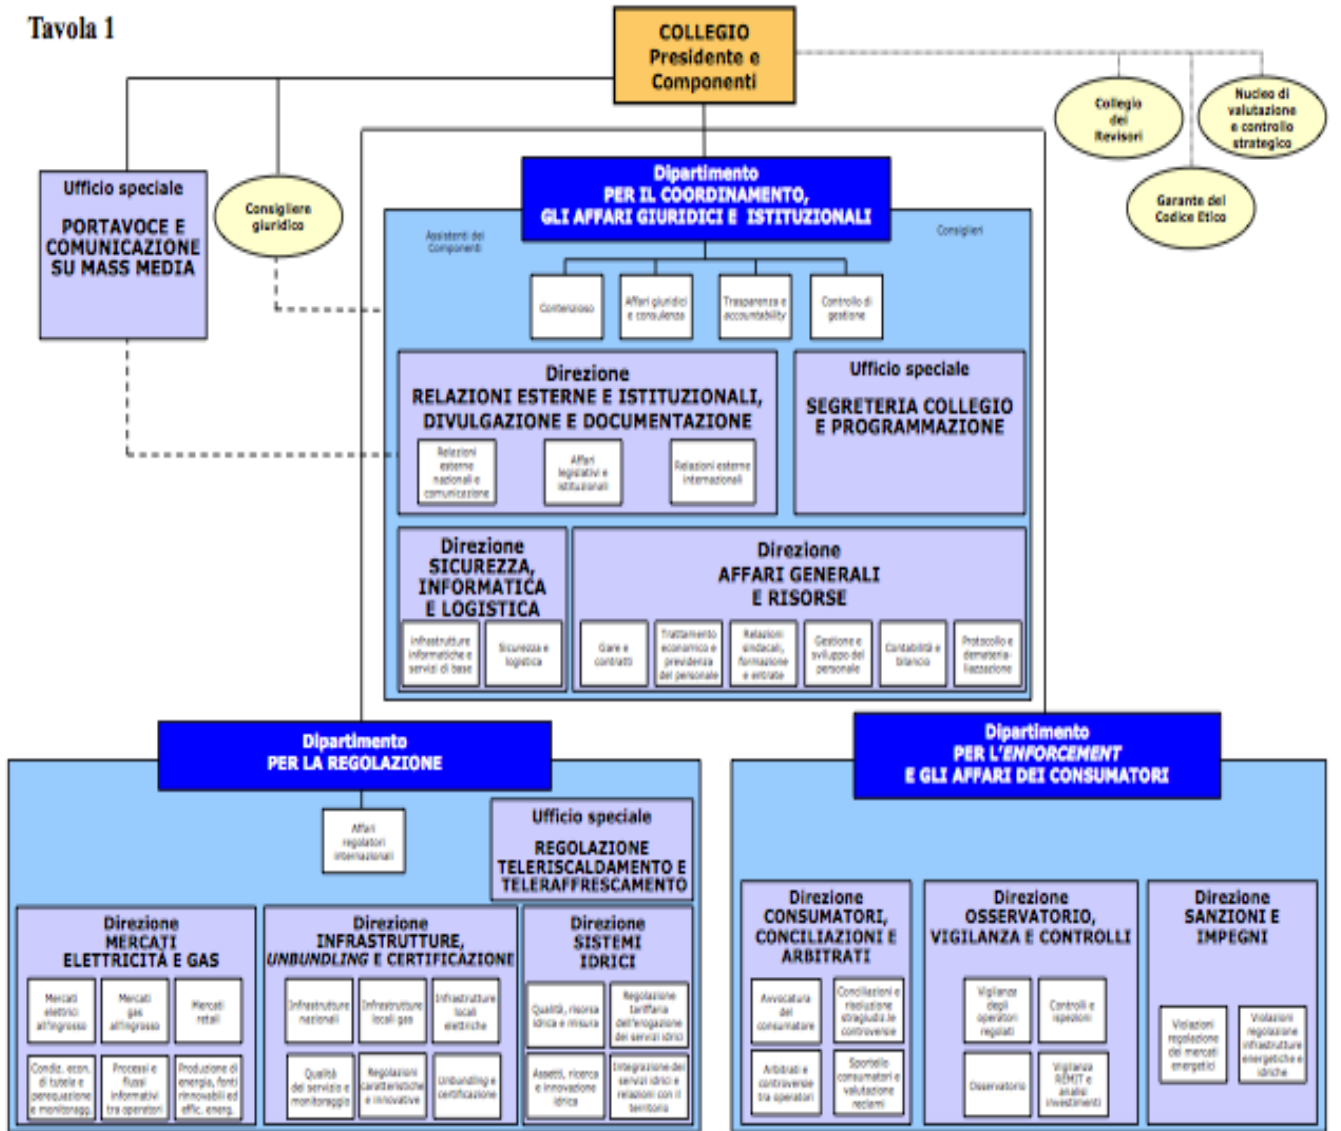 Tavola 1
COLLEGIO
Presidente e
Componenti
Collegio
dei
Revisori
Nucleo di
valutazione
e controllo
strategico
Garante del
Codice Etico
Ufficio speciale
PORTAVOCE E
COMUNICAZIONE
SU MASS MEDIA
Consigliere
giuridico
Dipartimento
PER IL COORDINAMENTO,
GLI AFFARI GIURIDICI E ISTITUZIONALI
Assistenti dei
Componenti
Consiglieri
Contenzioso
Affari giuridici
e consulenza
Trasparenza e
accountability
Controllo di
gestione
Direzione
RELAZIONI ESTERNE E ISTITUZIONALI,
DIVULGAZIONE E DOCUMENTAZIONE
Relazioni
esterne
nazionali e
comunicazione
Affari
legislativi e
istituzionali
Relazioni esterne
internazionali
Ufficio speciale
SEGRETERIA COLLEGIO
E PROGRAMMAZIONE
Direzione
SICUREZZA,
INFORMATICA
E LOGISTICA
Infrastrutture
informatiche e
servizi di base
Sicurezza e
logistica
Direzione
AFFARI GENERALI
E RISORSE
Gare e
contratti
Trattamento
economico e
previdenza
del personale
Relazioni
sindacali,
formazione
e entrate
Gestione e
sviluppo del
personale
Contabilità e
bilancio
Protocollo e
demateria-
lizzazione
Dipartimento
PER LA REGOLAZIONE
Affari
regolatori
internazionali
Ufficio speciale
REGOLAZIONE
TELERISCALDAMENTO E
TELERAFFRESCAMENTO
Direzione
MERCATI
ELETTRICITÀ E GAS
Mercati
elettrici
all'ingrosso
Mercati
gas
all'ingrosso
Mercati
retail
Condiz. econ.
di tutela e
perequazione
e monitoragg.
Processi e
flussi
informativi
tra operatori
Produzione di
energia, fonti
rinnovabili ed
effic. energ.
Direzione
INFRASTRUTTURE,
UNBUNDLING E CERTIFICAZIONE
Infrastrutture
nazionali
Infrastrutture
locali gas
Infrastrutture
locali
elettriche
Qualità
del servizio e
monitoraggio
Regolazioni
caratteristiche
e innovative
Unbundling e
certificazione
Direzione
SISTEMI
IDRICI
Qualità, risorsa
idrica e misura
Regolazione
tariffaria
dell'erogazione
dei servizi idrici
Assetti, ricerca
e innovazione
idrica
Integrazione dei
servizi idrici e
relazioni con il
territorio
Dipartimento
PER L'ENFORCEMENT
E GLI AFFARI DEI CONSUMATORI
Direzione
CONSUMATORI,
CONCILIAZIONI E
ARBITRATI
Avvocatura
del
consumatore
Conciliazioni e
risoluzione
stragiudiz.le
controversie
Arbitrati e
controversie
tra operatori
Sportello
consumatori e
valutazione
reclami
Direzione
OSSERVATORIO,
VIGILANZA E CONTROLLI
Vigilanza
degli
operatori
regolati
Controlli e
ispezioni
Osservatorio
Vigilanza
REMIT e
analisi
investimenti
Direzione
SANZIONI E
IMPEGNI
Violazioni
regolazione
dei mercati
energetici
Violazioni
regolazione
infrastrutture
energetiche e
idriche